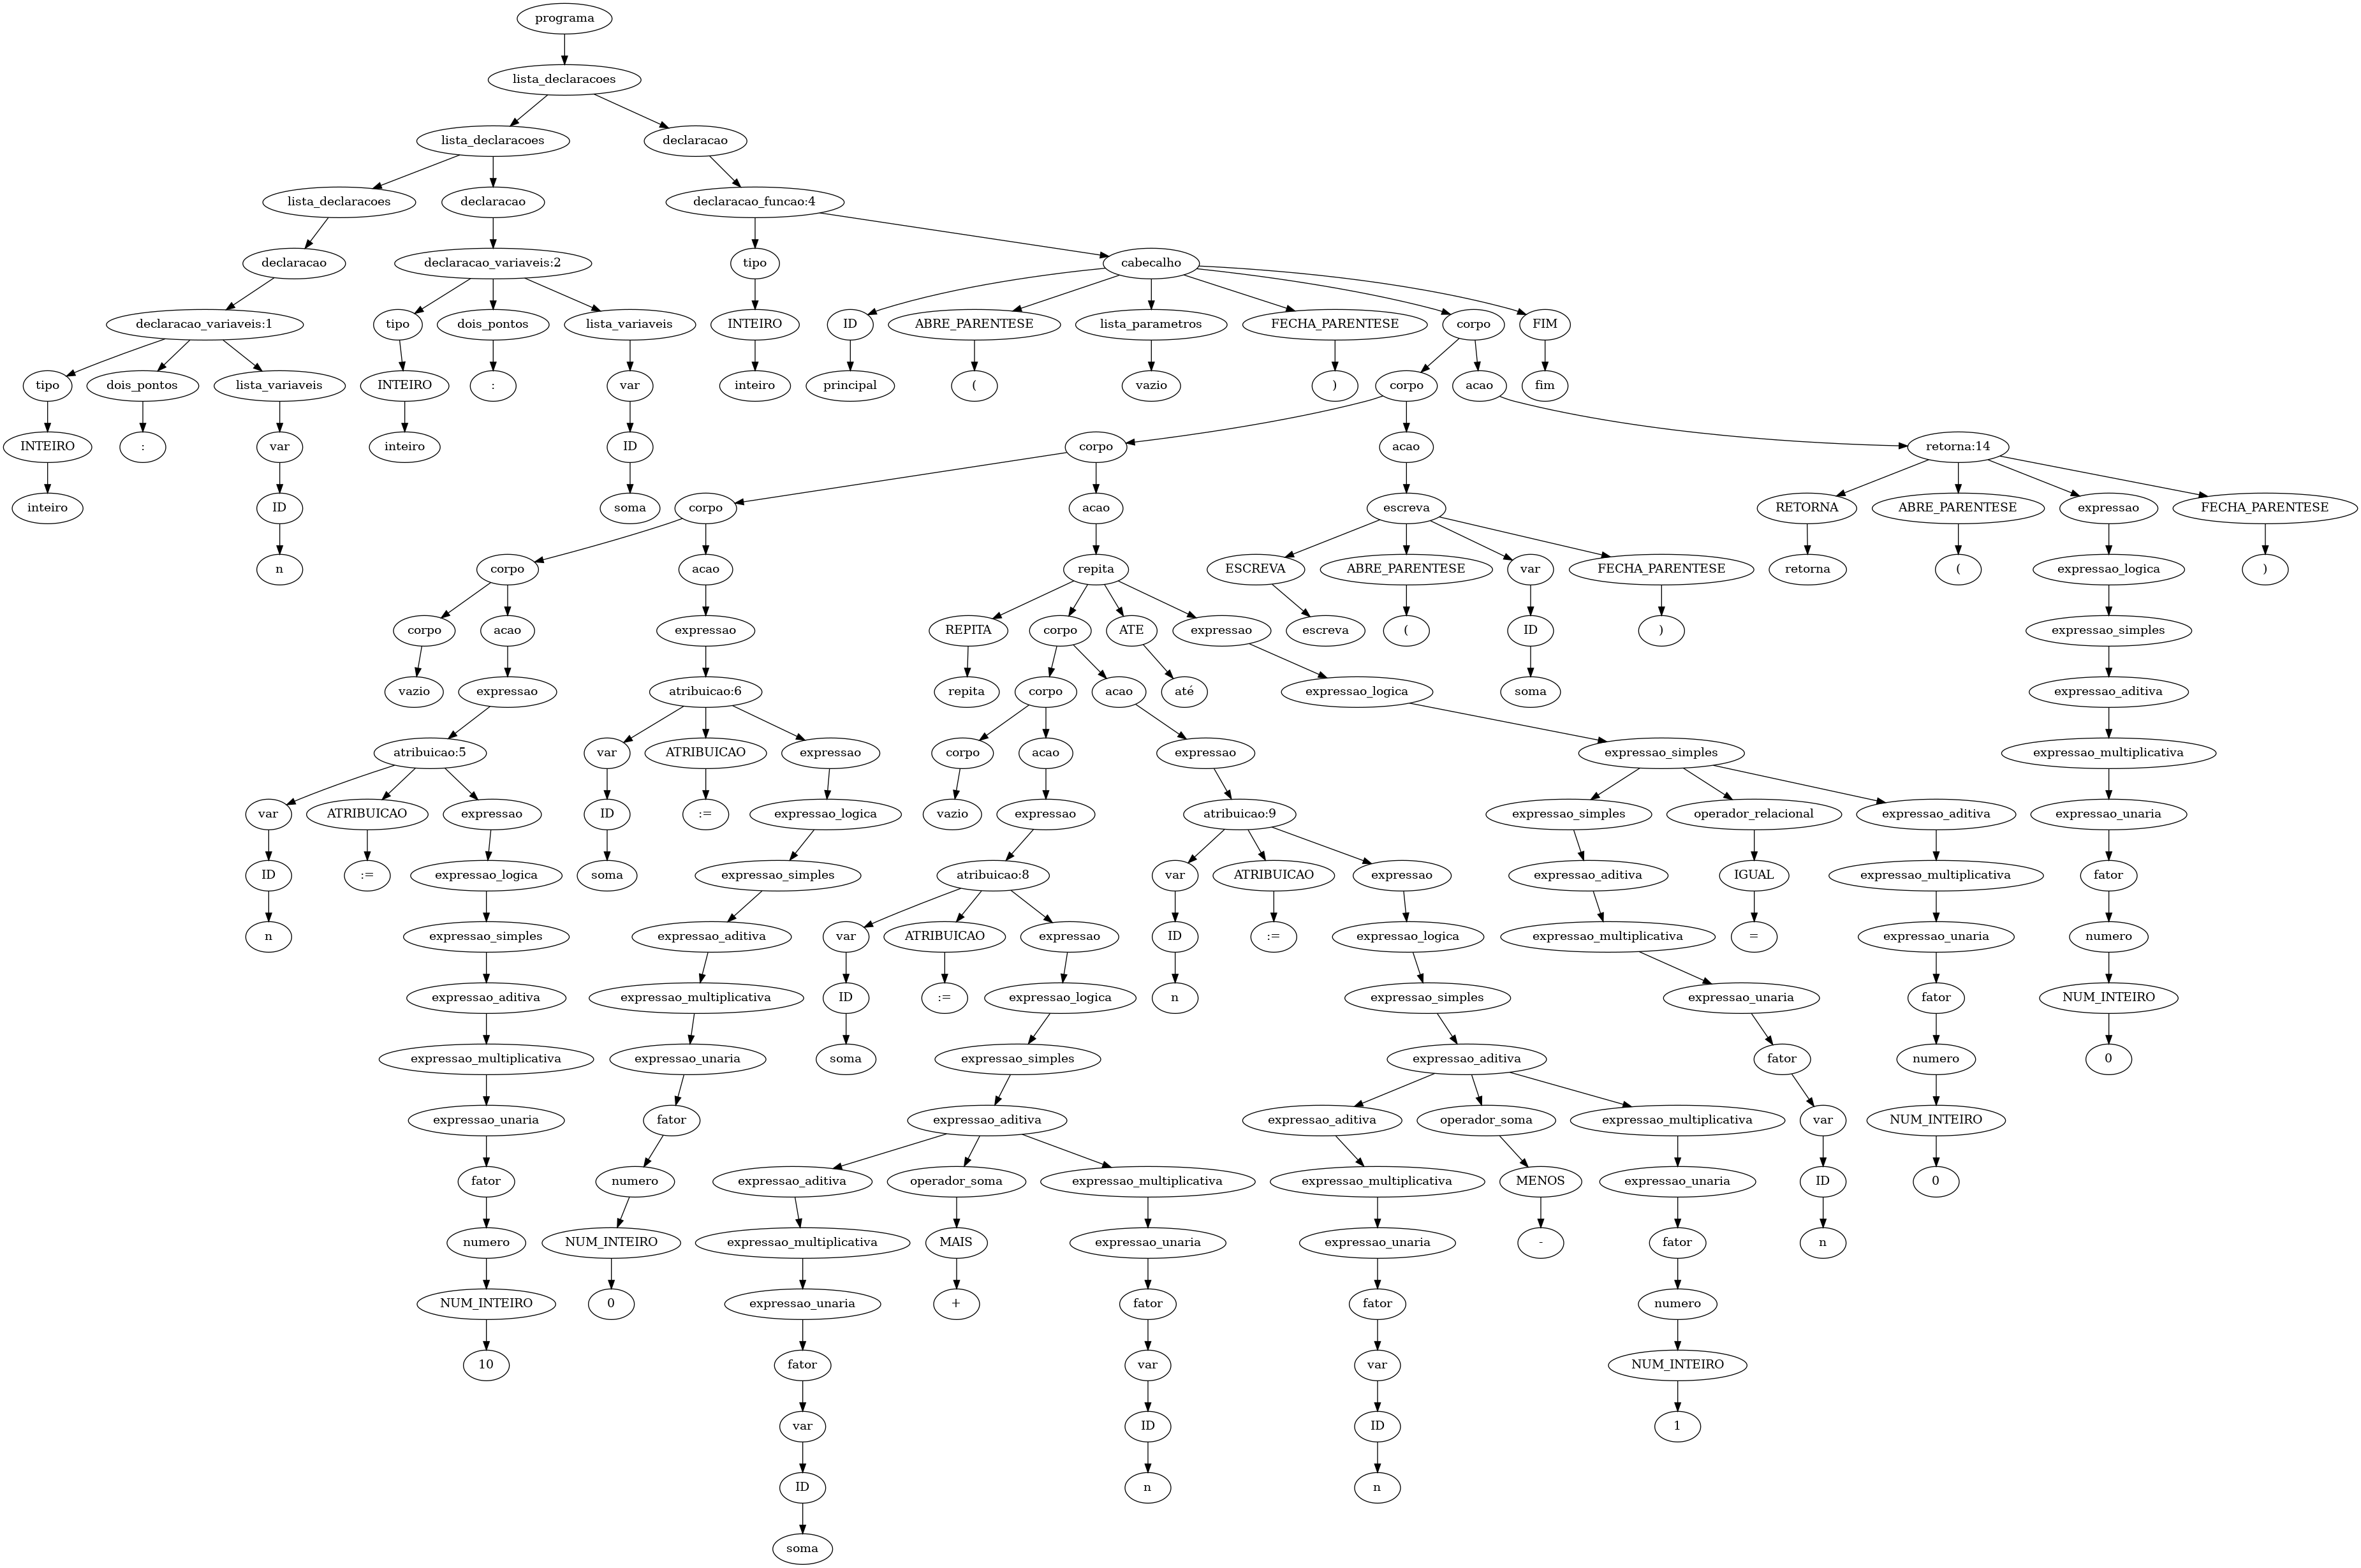 programa
lista_declaracoes
lista_declaracoes declaracao
lista_declaracoes declaracao declaracao_funcao:4
declaracao declaracao_variaveis:2 tipo cabecalho
declaracao_variaveis:1 tipo dois_pontos lista_variaveis INTEIRO ID ABRE_PARENTESE lista_parametros FECHA_PARENTESE corpo FIM
tipo dois_pontos lista_variaveis INTEIRO : var inteiro principal ( vazio ) corpo acao fim
INTEIRO : var inteiro ID corpo acao retorna:14
inteiro ID soma corpo acao escreva RETORNA ABRE_PARENTESE expressao FECHA_PARENTESE
n corpo acao repita ESCREVA ABRE_PARENTESE var FECHA_PARENTESE retorna ( expressao_logica )
corpo acao expressao REPITA corpo ATE expressao escreva ( ID ) expressao_simples
vazio expressao atribuicao:6 repita corpo acao até expressao_logica soma expressao_aditiva
atribuicao:5 var ATRIBUICAO expressao corpo acao expressao expressao_simples expressao_multiplicativa
var ATRIBUICAO expressao ID := expressao_logica vazio expressao atribuicao:9 expressao_simples operador_relacional expressao_aditiva expressao_unaria
ID := expressao_logica soma expressao_simples atribuicao:8 var ATRIBUICAO expressao expressao_aditiva IGUAL expressao_multiplicativa fator
n expressao_simples expressao_aditiva var ATRIBUICAO expressao ID := expressao_logica expressao_multiplicativa = expressao_unaria numero
expressao_aditiva expressao_multiplicativa ID := expressao_logica n expressao_simples expressao_unaria fator NUM_INTEIRO
expressao_multiplicativa expressao_unaria soma expressao_simples expressao_aditiva fator numero 0
expressao_unaria fator expressao_aditiva expressao_aditiva operador_soma expressao_multiplicativa var NUM_INTEIRO
fator numero expressao_aditiva operador_soma expressao_multiplicativa expressao_multiplicativa MENOS expressao_unaria ID 0
numero NUM_INTEIRO expressao_multiplicativa MAIS expressao_unaria expressao_unaria - fator n
NUM_INTEIRO 0 expressao_unaria + fator fator numero
10 fator var var NUM_INTEIRO
var ID ID 1
ID n n
soma